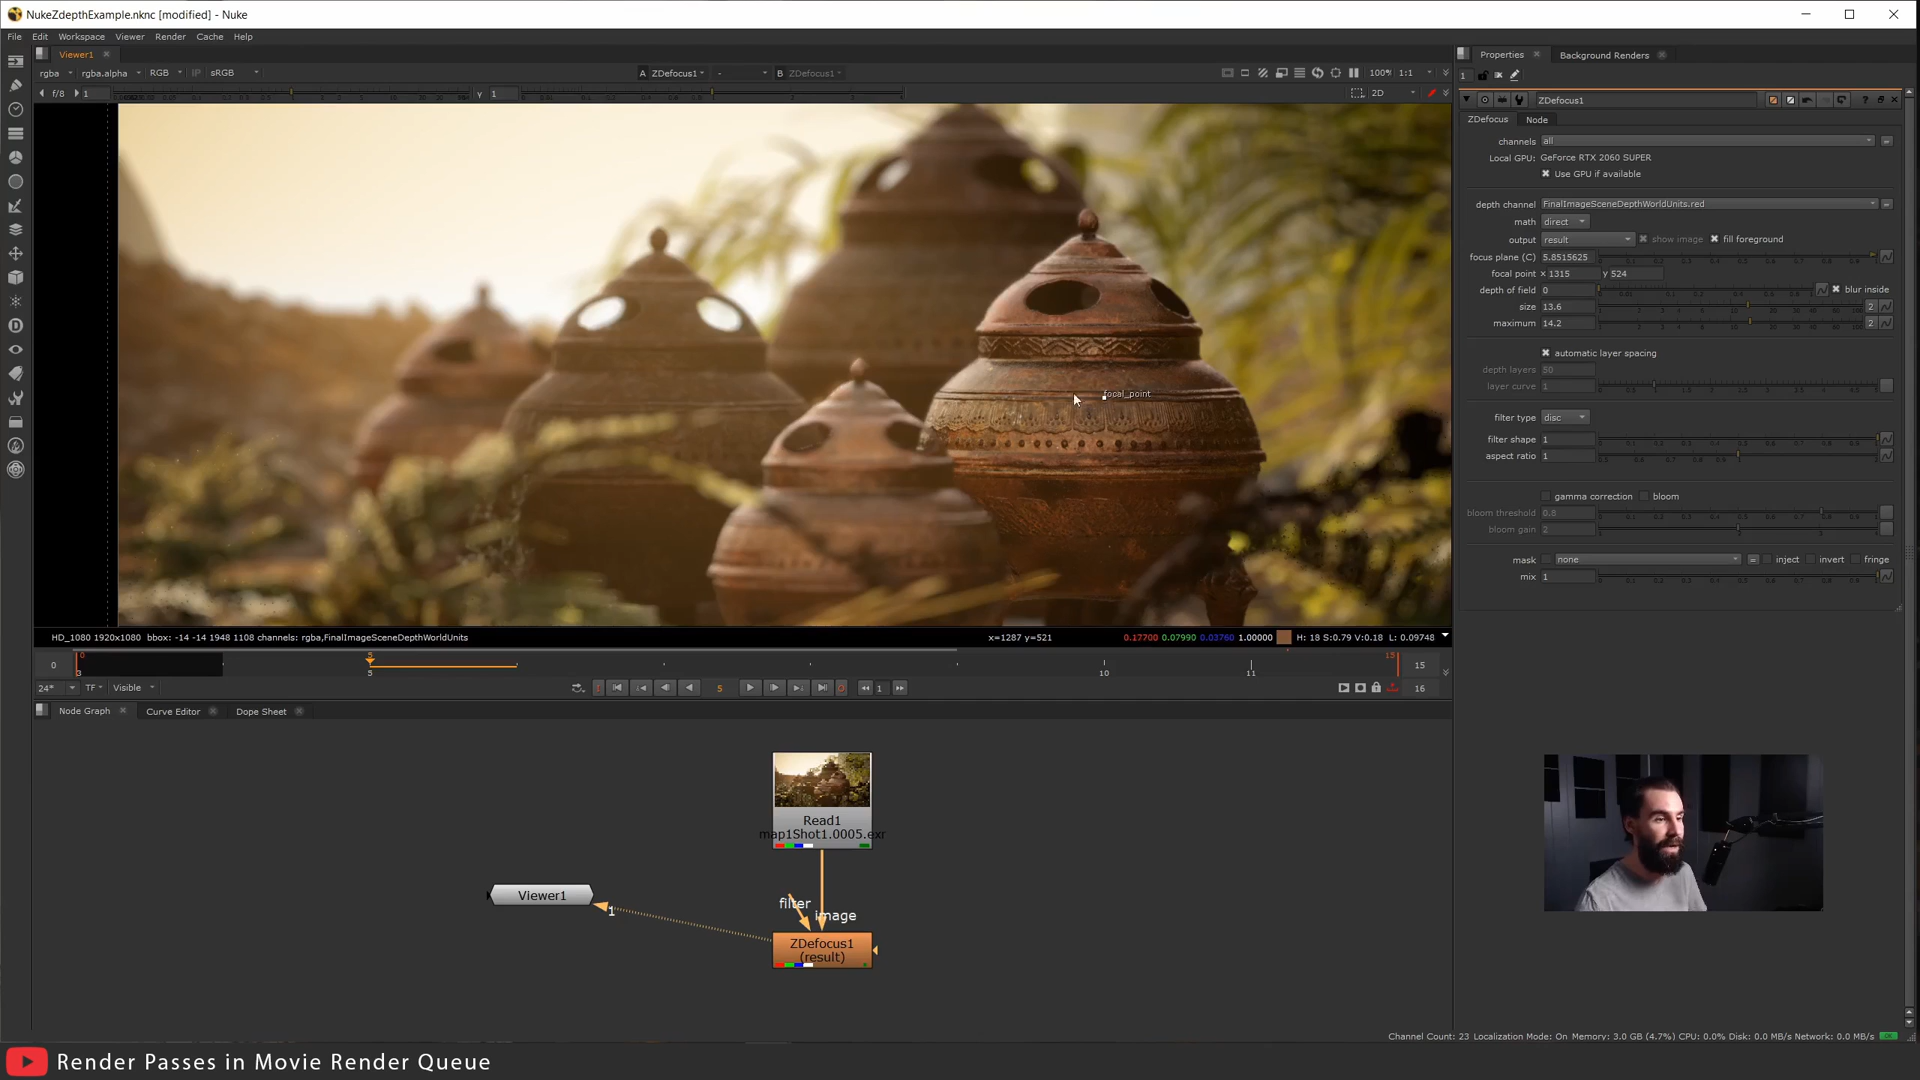 NukeZdepthExample.nknc [modified] - Nuke
File Edit Workspace Viewer Render Cache Help
Viewer1
rgba rgba.alpha RGB IP sRGB A ZDefocus1 - B ZDefocus1 100% 1:1
f/8 1 y 1 2D
focal_point
HD_1080 1920x1080 bbox: -14 -14 1948 1108 channels: rgba,FinalImageSceneDepthWorldUnits x=1287 y=521 0.17700 0.07990 0.03760 1.00000 H: 18 S:0.79 V:0.18 L: 0.09748
0 0 3 5 5 10 11 15 15
24* TF Visible 5 1 16
Node Graph Curve Editor Dope Sheet
Read1
map1Shot1.0005.exr
Viewer1
1
filter
image
ZDefocus1
(result)
Properties Background Renders
1
ZDefocus1
ZDefocus Node
channels all
Local GPU: GeForce RTX 2060 SUPER
Use GPU if available
depth channel FinalImageSceneDepthWorldUnits.red
math direct
output result show image fill foreground
focus plane (C) 5.8515625
focal point x 1315 y 524
depth of field 0 blur inside
size 13.6 2
maximum 14.2 2
automatic layer spacing
depth layers 50
layer curve 1
filter type disc
filter shape 1
aspect ratio 1
gamma correction bloom
bloom threshold 0.8
bloom gain 2
mask none inject invert fringe
mix 1
Channel Count: 23 Localization Mode: On Memory: 3.0 GB (4.7%) CPU: 0.0% Disk: 0.0 MB/s Network: 0.0 MB/s
Render Passes in Movie Render Queue